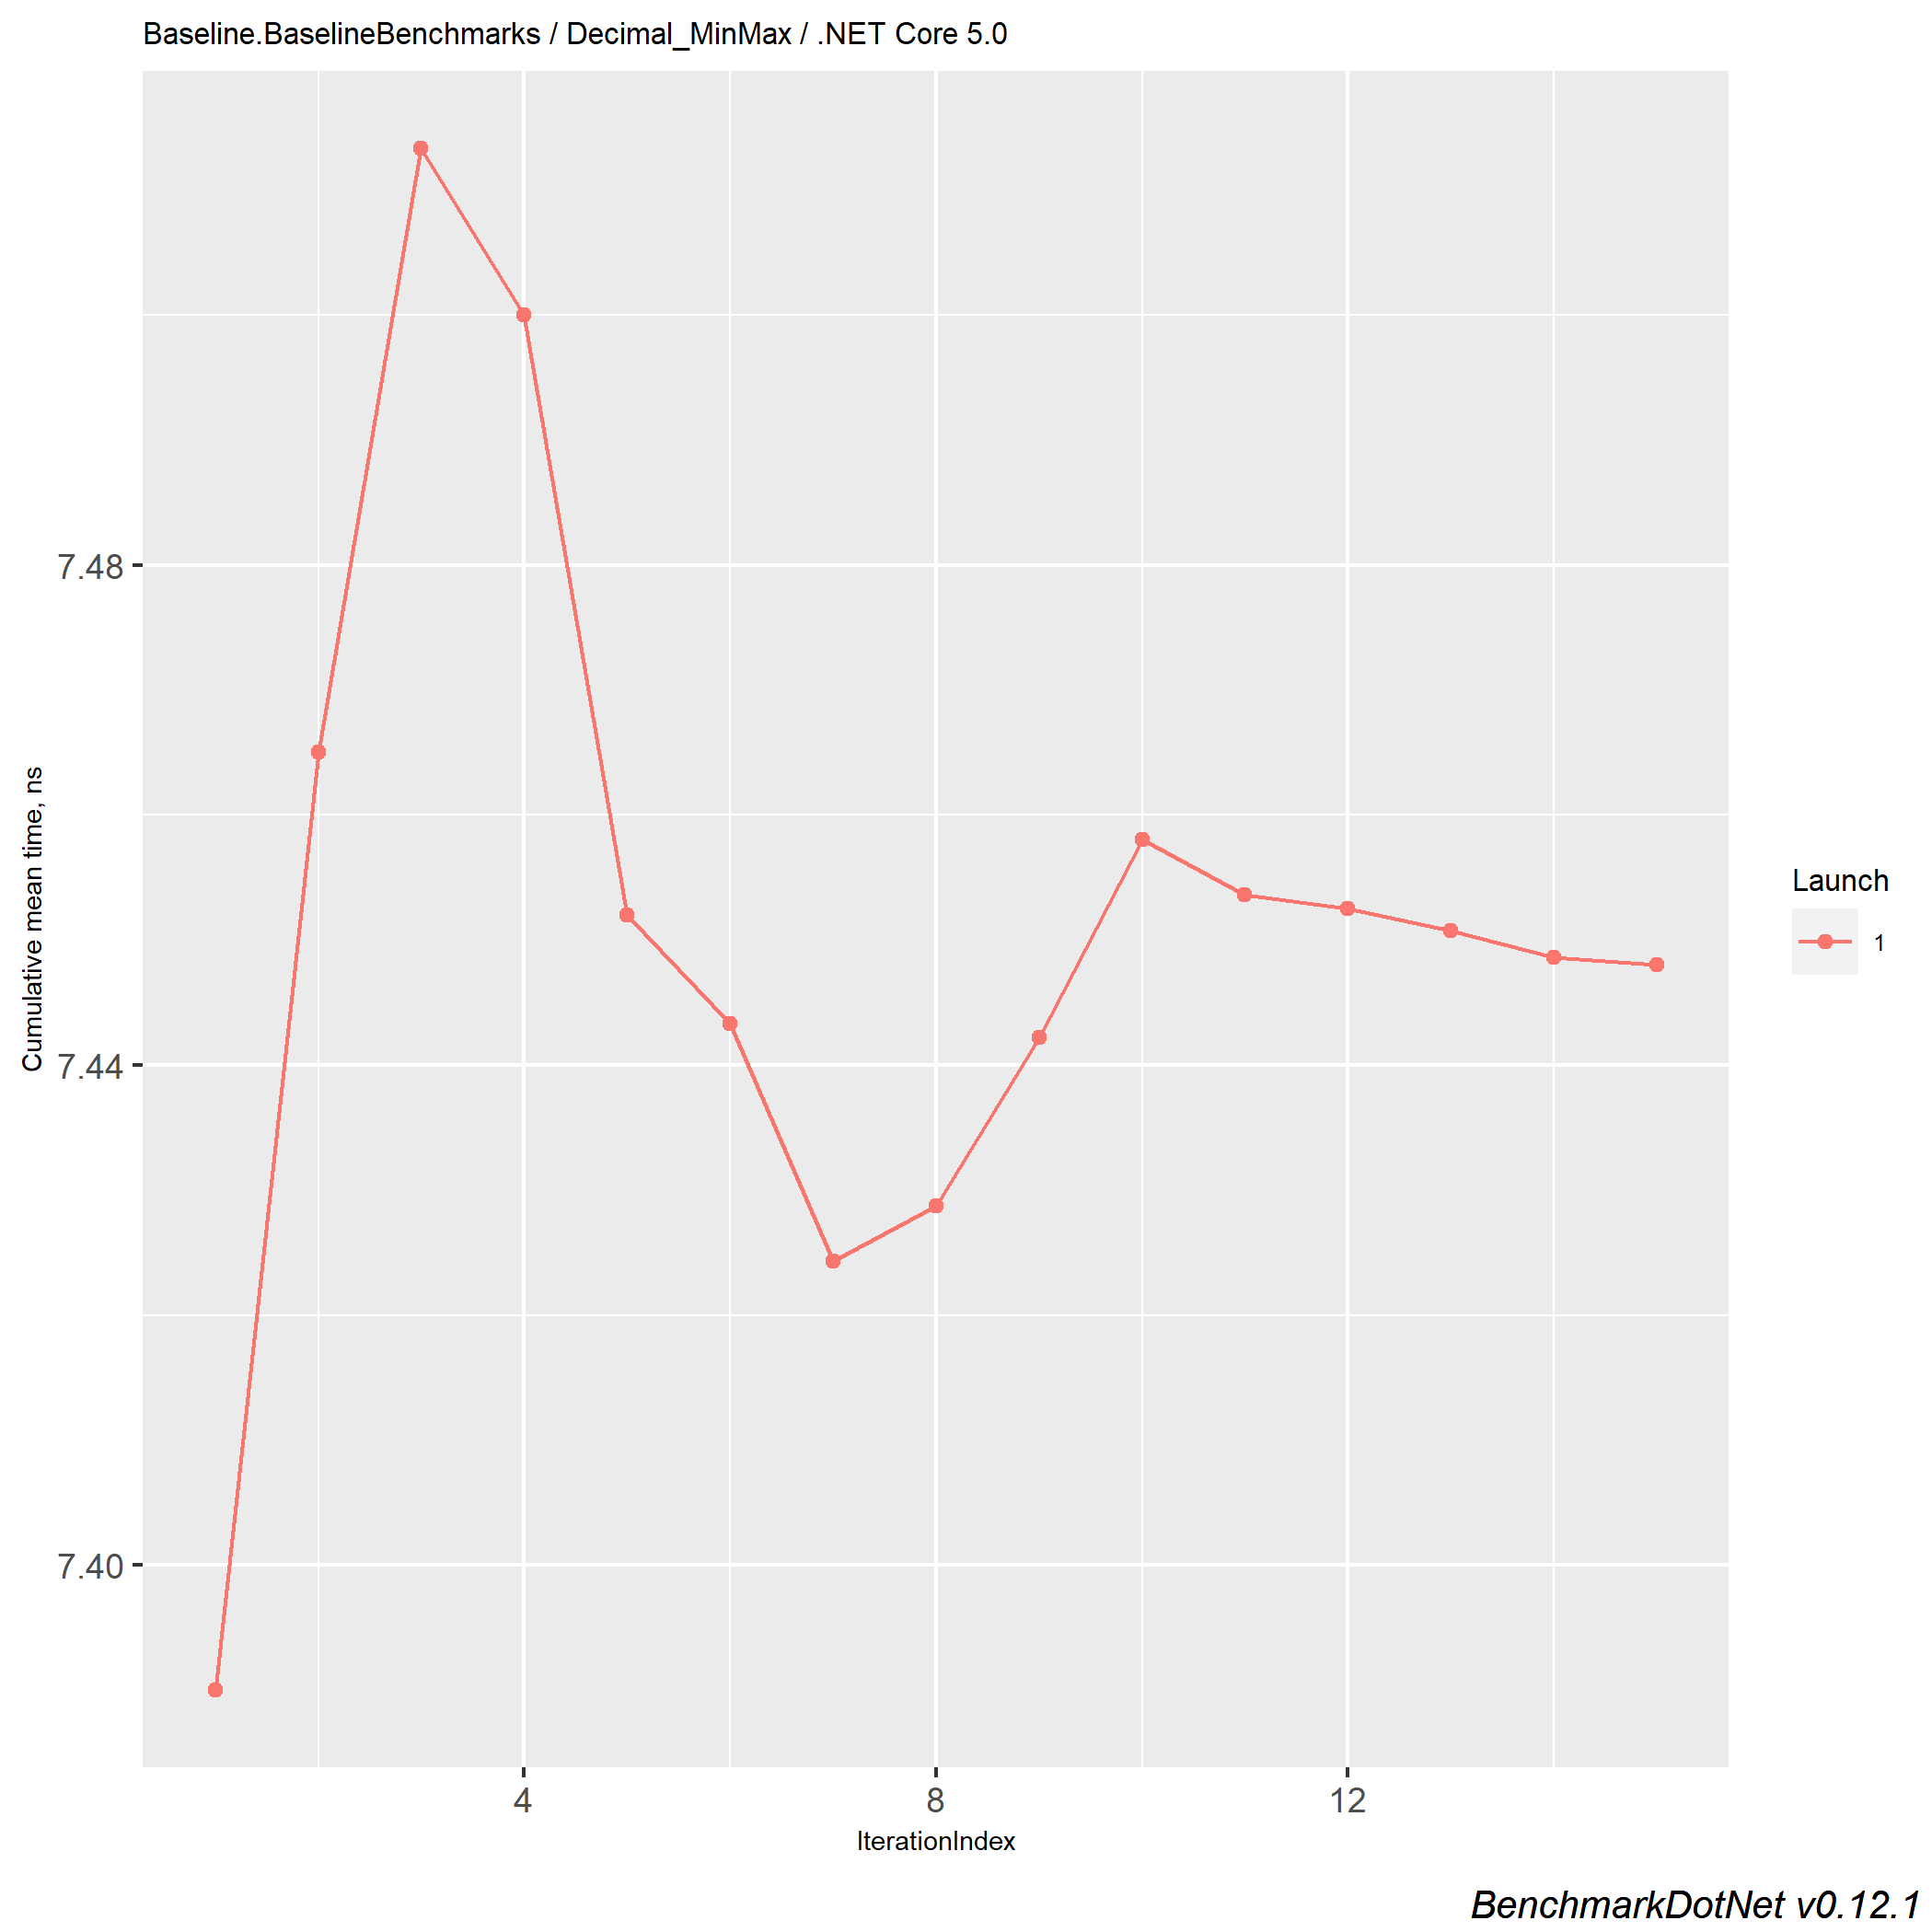 Baseline.BaselineBenchmarks / Decimal_MinMax / .NET Core 5.0
Cumulative mean time, ns
7.48
7.44
7.40
4
8
12
IterationIndex
Launch
1
BenchmarkDotNet v0.12.1